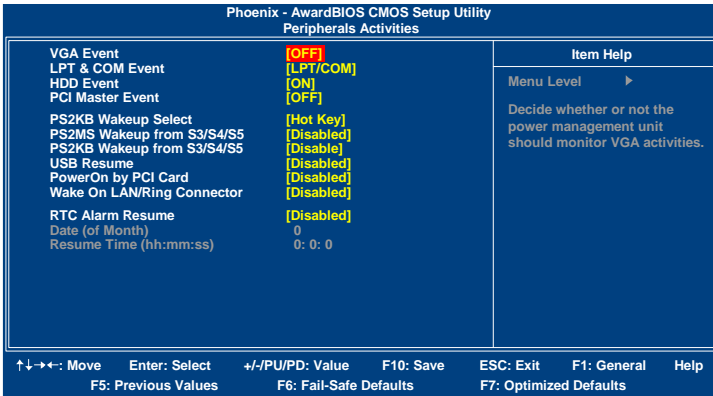 Phoenix - AwardBIOS CMOS Setup Utility
Peripherals Activities
VGA Event [OFF]
LPT & COM Event [LPT/COM]
HDD Event [ON]
PCI Master Event [OFF]
PS2KB Wakeup Select [Hot Key]
PS2MS Wakeup from S3/S4/S5 [Disabled]
PS2KB Wakeup from S3/S4/S5 [Disable]
USB Resume [Disabled]
PowerOn by PCI Card [Disabled]
Wake On LAN/Ring Connector [Disabled]
RTC Alarm Resume [Disabled]
Date (of Month) 0
Resume Time (hh:mm:ss) 0: 0: 0
Item Help
Menu Level
Decide whether or not the
power management unit
should monitor VGA activities.
↑↓→←: Move Enter: Select +/-/PU/PD: Value F10: Save ESC: Exit F1: General Help
F5: Previous Values F6: Fail-Safe Defaults F7: Optimized Defaults